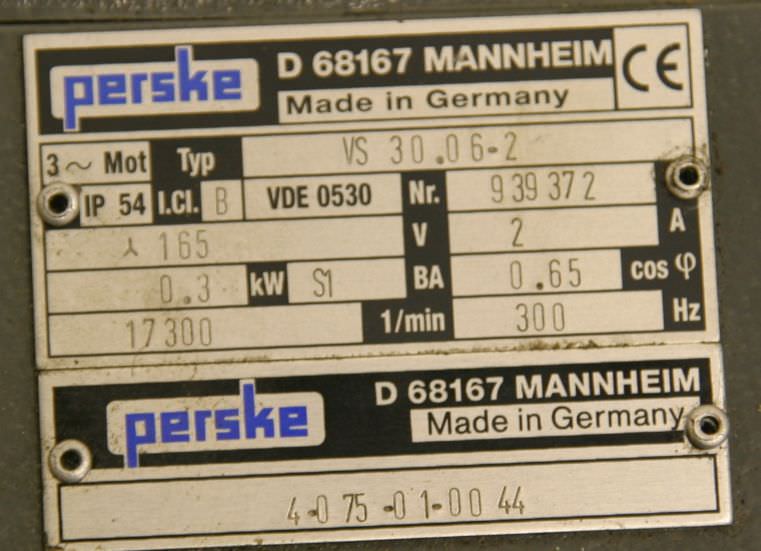 perske D 68167 MANNHEIM CE
Made in Germany
3 ~ Mot Typ VS 30.06-2
IP 54 I.Cl. B VDE 0530 Nr. 939372
⅄ 165 V 2 A
0.3 kW S1 BA 0.65 cos φ
17300 1/min 300 Hz
perske D 68167 MANNHEIM
Made in Germany
4-075-01-0044